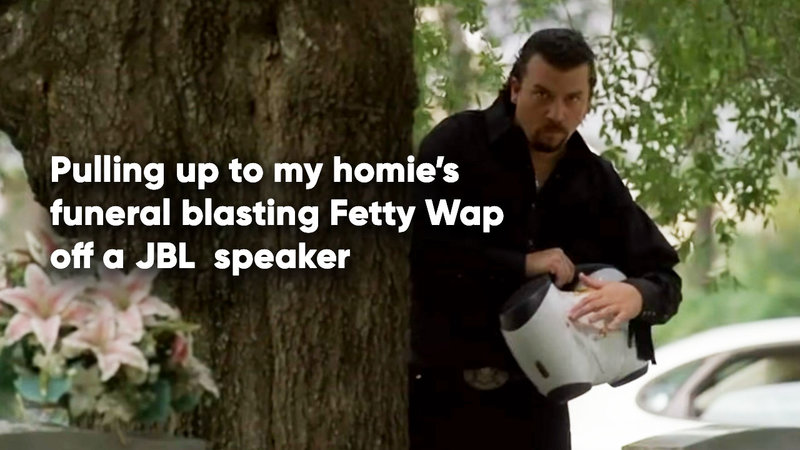 Pulling up to my homie’s
funeral blasting Fetty Wap
off a JBL  speaker